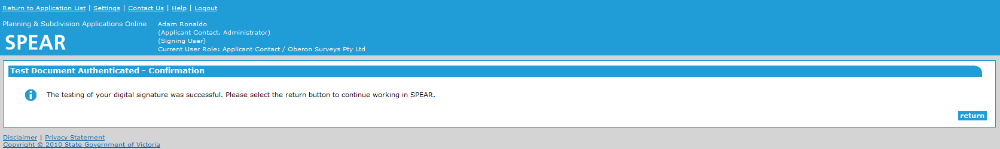 Return to Application List | Settings | Contact Us | Help | Logout
Planning & Subdivision Applications Online
SPEAR
Adam Ronaldo
(Applicant Contact, Administrator)
(Signing User)
Current User Role: Applicant Contact / Oberon Surveys Pty Ltd
Test Document Authenticated - Confirmation
The testing of your digital signature was successful. Please select the return button to continue working in SPEAR.
return
Disclaimer | Privacy Statement
Copyright © 2010 State Government of Victoria